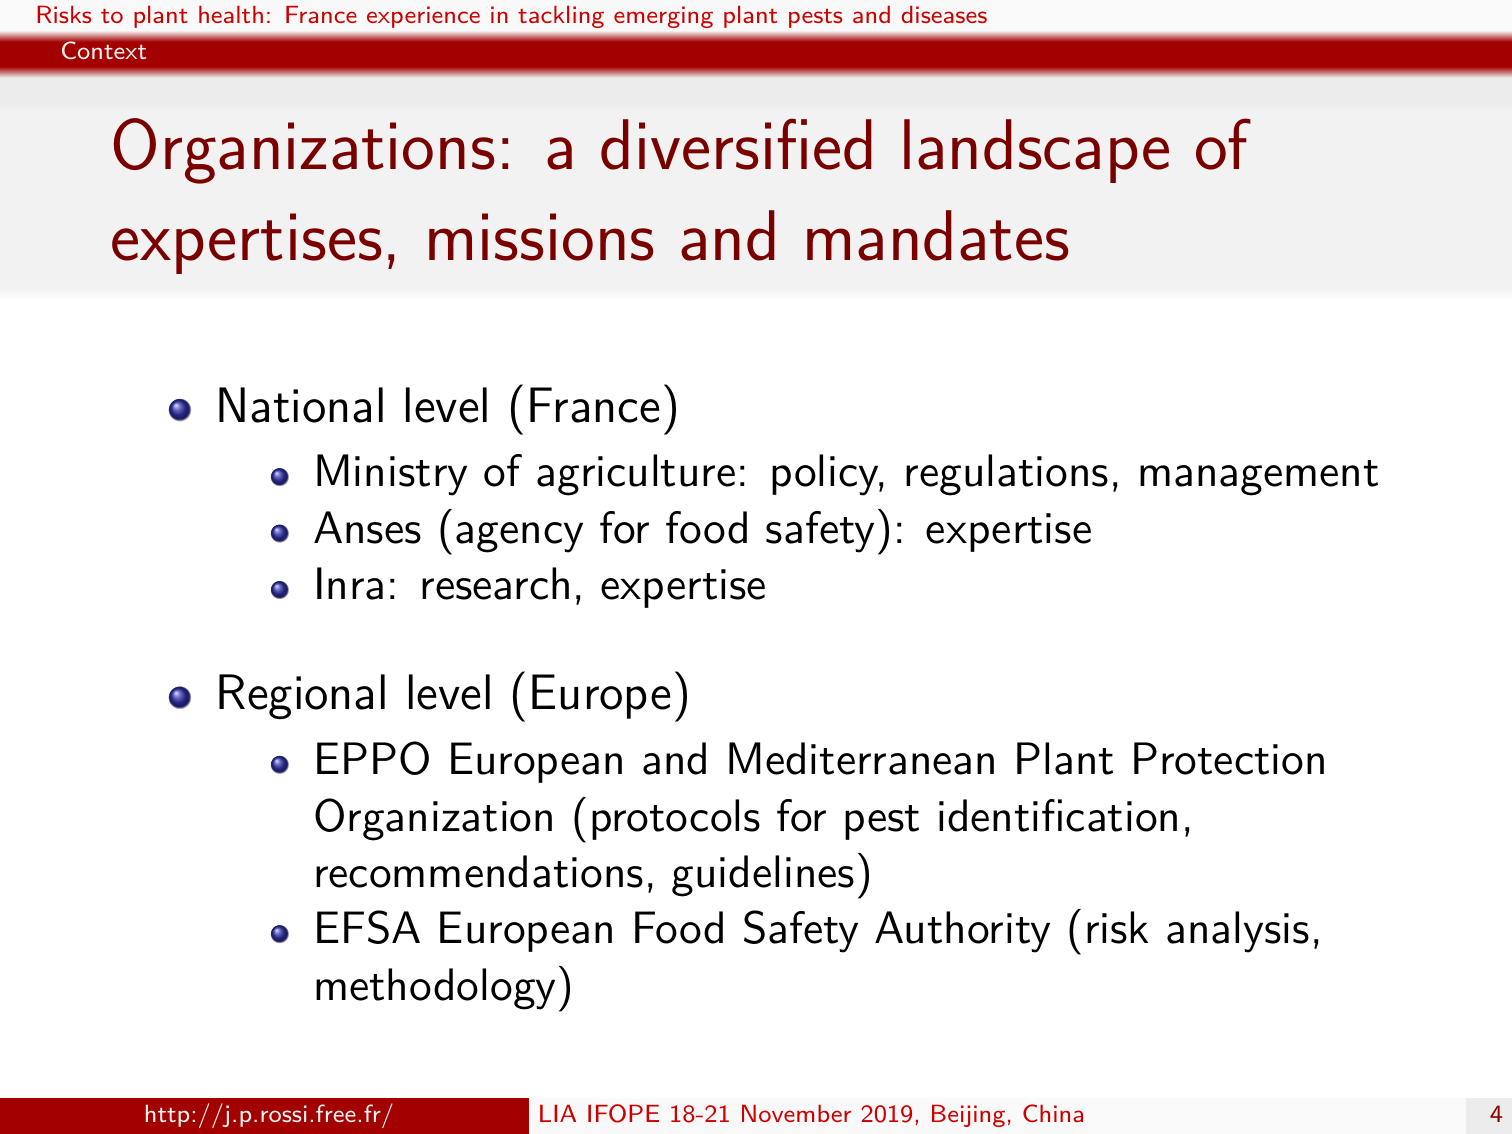 Risks to plant health: France experience in tackling emerging plant pests and diseases
Context
Organizations: a diversified landscape of
expertises, missions and mandates
National level (France)
Ministry of agriculture: policy, regulations, management
Anses (agency for food safety): expertise
Inra: research, expertise
Regional level (Europe)
EPPO European and Mediterranean Plant Protection
Organization (protocols for pest identification,
recommendations, guidelines)
EFSA European Food Safety Authority (risk analysis,
methodology)
http://j.p.rossi.free.fr/
LIA IFOPE 18-21 November 2019, Beijing, China
4